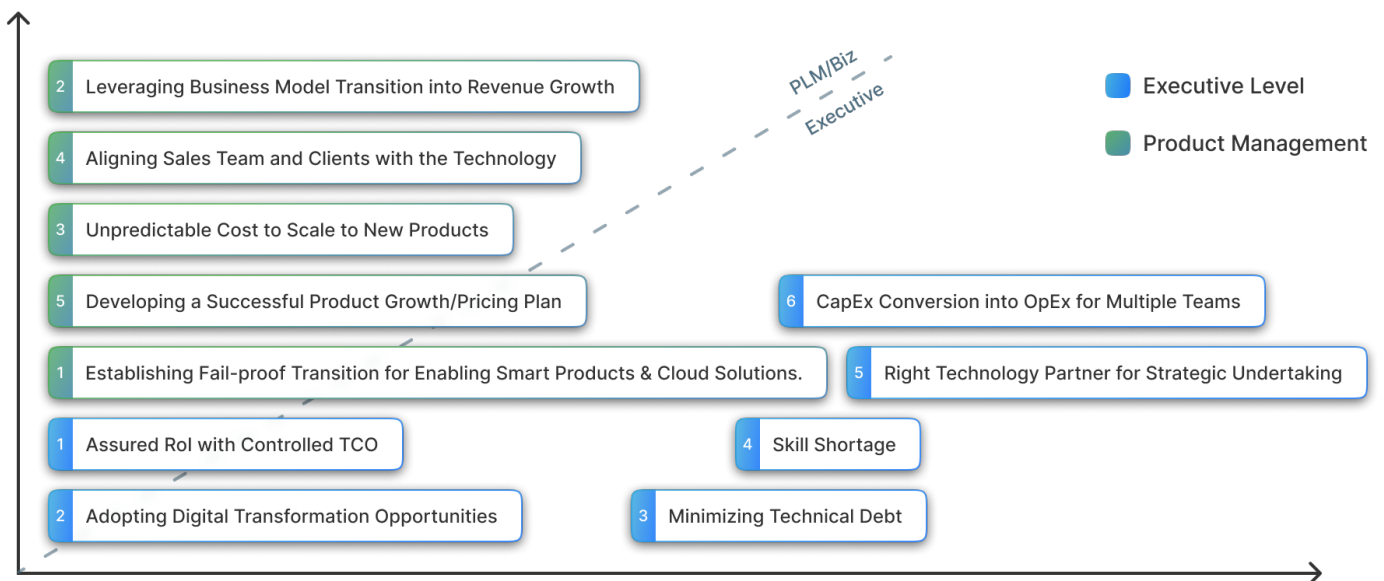 PLM/Biz
Executive
Executive Level
Product Management
2 Leveraging Business Model Transition into Revenue Growth
4 Aligning Sales Team and Clients with the Technology
3 Unpredictable Cost to Scale to New Products
5 Developing a Successful Product Growth/Pricing Plan
6 CapEx Conversion into OpEx for Multiple Teams
1 Establishing Fail-proof Transition for Enabling Smart Products & Cloud Solutions.
5 Right Technology Partner for Strategic Undertaking
1 Assured RoI with Controlled TCO
4 Skill Shortage
2 Adopting Digital Transformation Opportunities
3 Minimizing Technical Debt